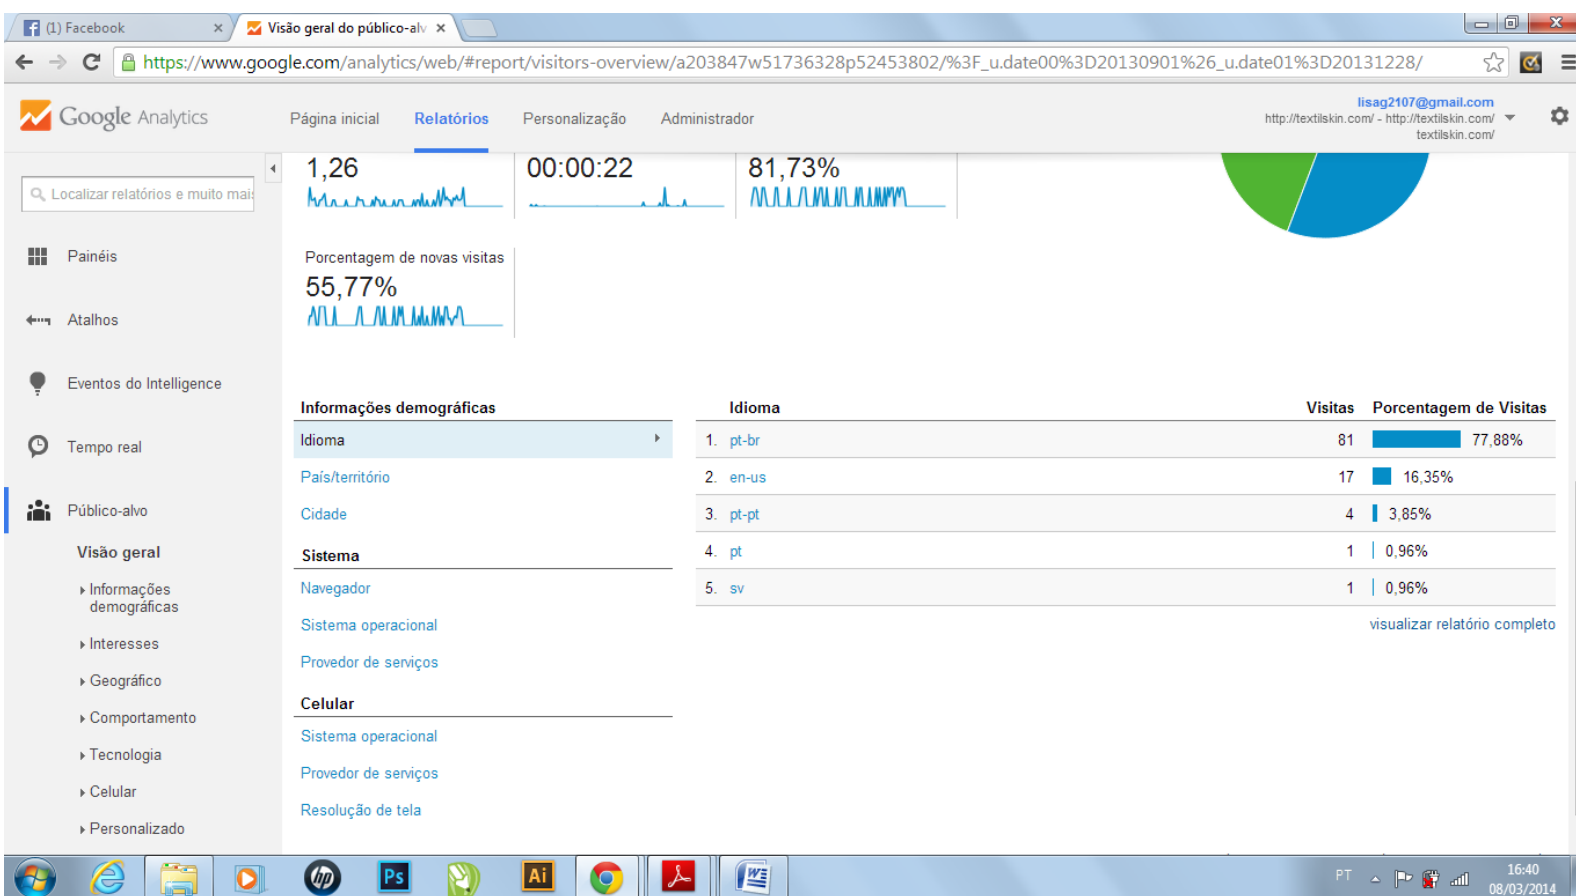 (1) Facebook
Visão geral do público-alv
https://www.google.com/analytics/web/#report/visitors-overview/a203847w51736328p52453802/%3F_u.date00%3D20130901%26_u.date01%3D20131228/
Google Analytics
Página inicial
Relatórios
Personalização
Administrador
lisag2107@gmail.com
http://textilskin.com/ - http://textilskin.com/
textilskin.com/
Localizar relatórios e muito mai
Painéis
Atalhos
Eventos do Intelligence
Tempo real
Público-alvo
Visão geral
Informações
demográficas
Interesses
Geográfico
Comportamento
Tecnologia
Celular
Personalizado
1,26
00:00:22
81,73%
Porcentagem de novas visitas
55,77%
Informações demográficas
Idioma
País/território
Cidade
Sistema
Navegador
Sistema operacional
Provedor de serviços
Celular
Sistema operacional
Provedor de serviços
Resolução de tela
Idioma Visitas Porcentagem de Visitas
1. pt-br 81 77,88%
2. en-us 17 16,35%
3. pt-pt 4 3,85%
4. pt 1 0,96%
5. sv 1 0,96%
visualizar relatório completo
hp
Ps
Ai
W
PT
16:40
08/03/2014